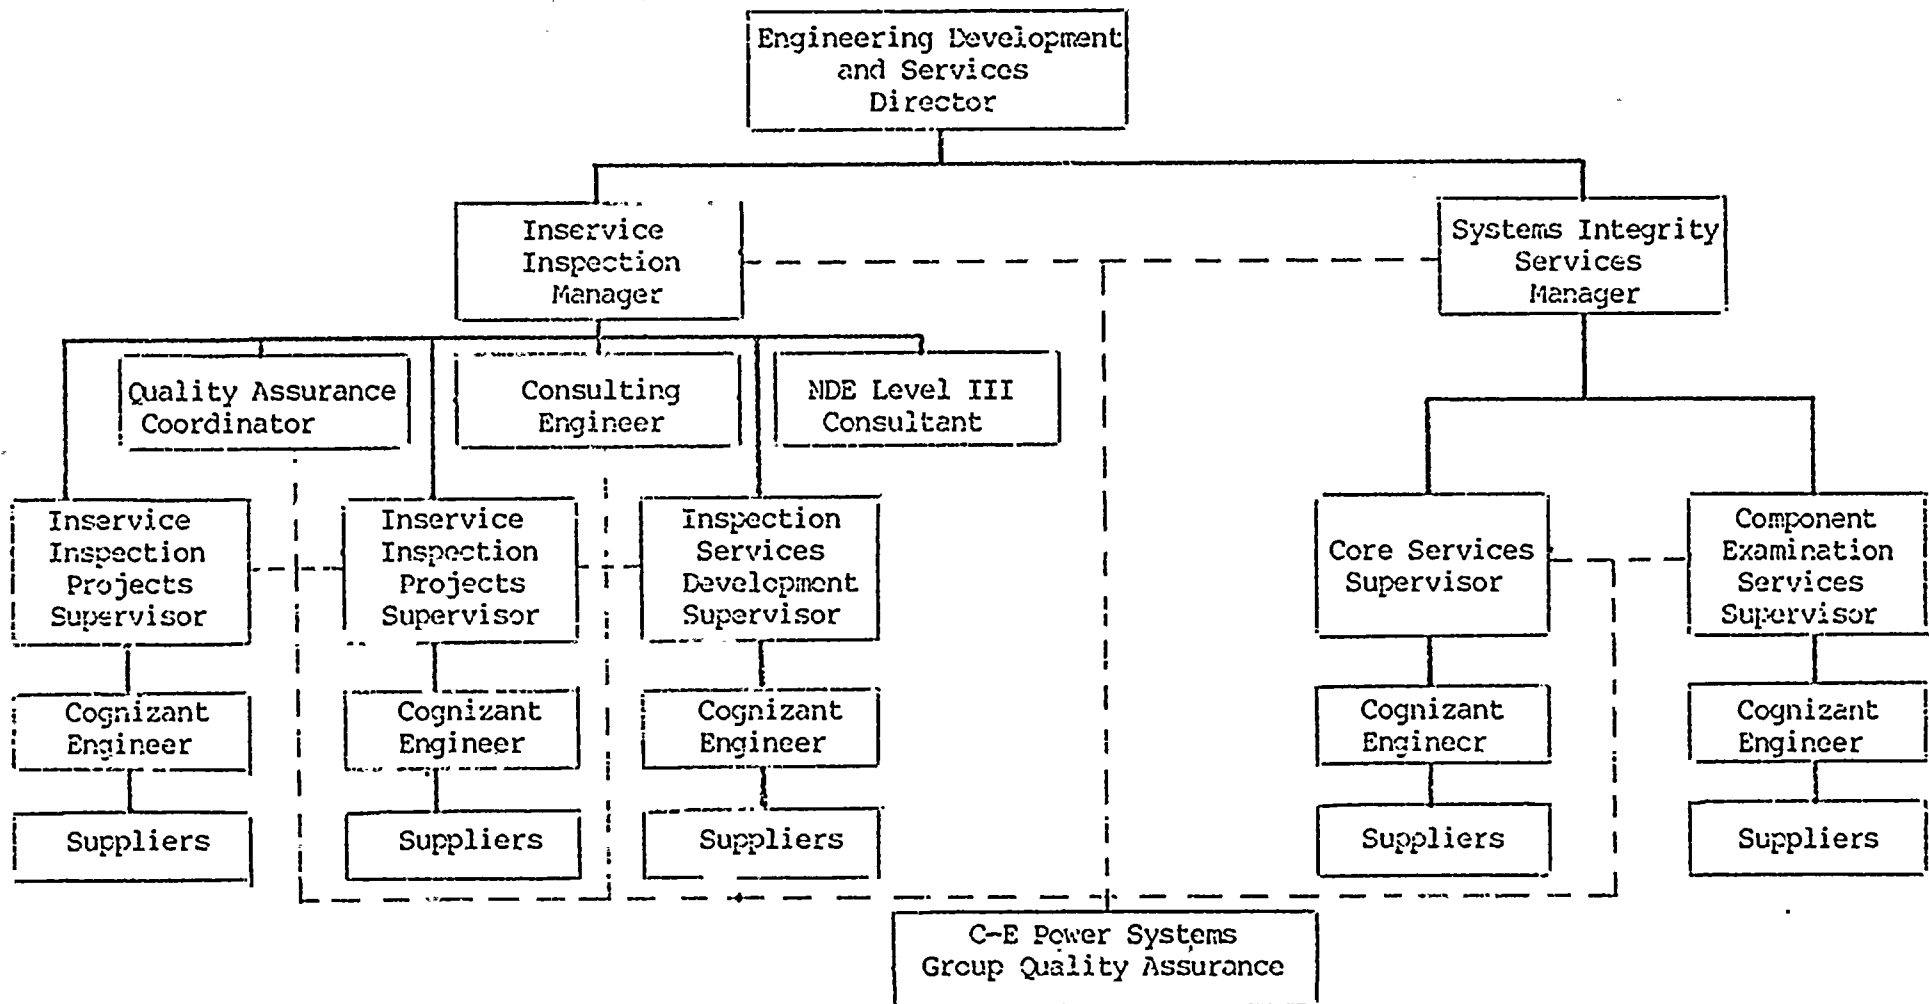 Engineering Development
and Services
Director
Inservice
Inspection
Manager
Systems Integrity
Services
Manager
Quality Assurance
Coordinator
Consulting
Engineer
NDE Level III
Consultant
Inservice
Inspection
Projects
Supervisor
Inservice
Inspection
Projects
Supervisor
Inspection
Services
Development
Supervisor
Core Services
Supervisor
Component
Examination
Services
Supervisor
Cognizant
Engineer
Cognizant
Engineer
Cognizant
Engineer
Cognizant
Engineer
Cognizant
Engineer
Suppliers
Suppliers
Suppliers
Suppliers
Suppliers
C-E Power Systems
Group Quality Assurance